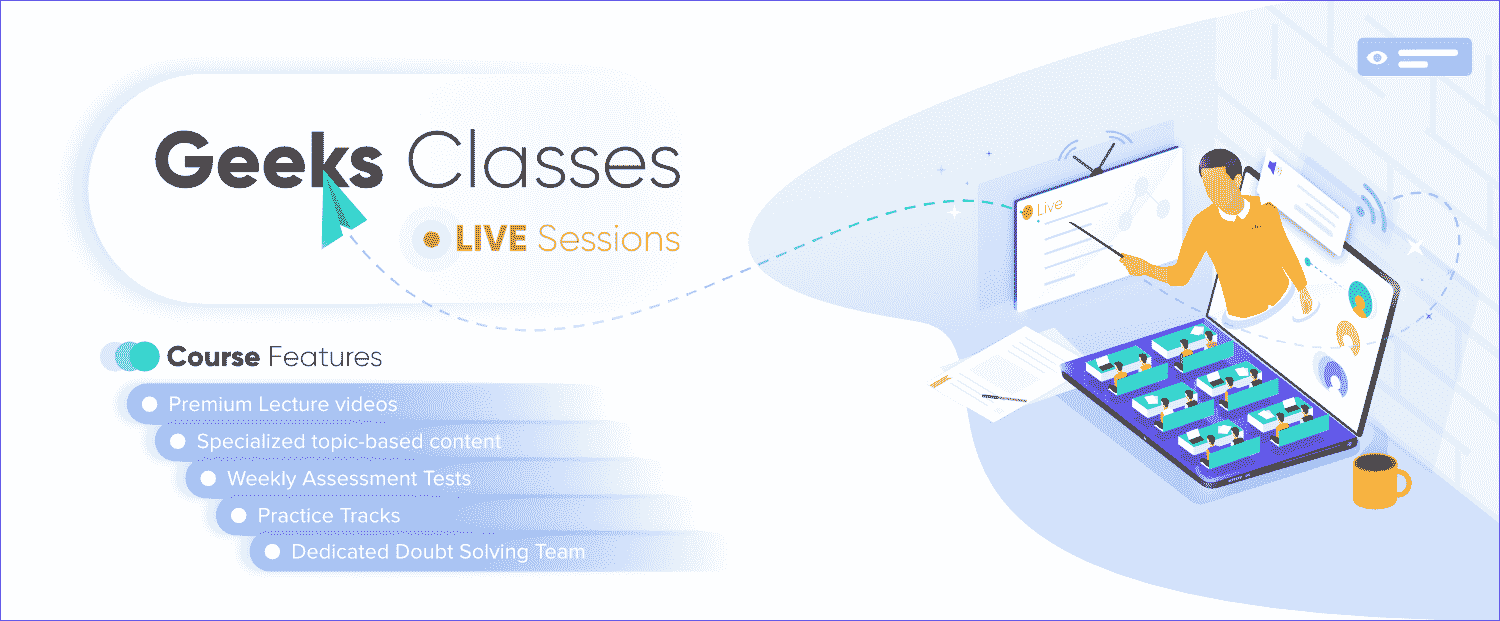 Geeks Classes
LIVE Sessions
Live
Course Features
Premium Lecture videos
Specialized topic-based content
Weekly Assessment Tests
Practice Tracks
Dedicated Doubt Solving Team